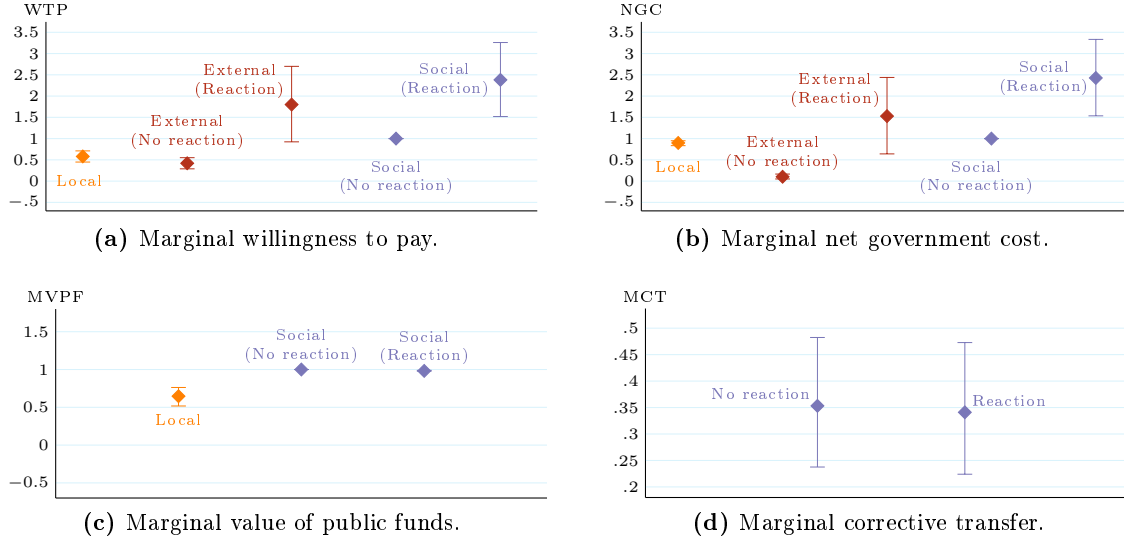 WTP
3.5
3
2.5
2
1.5
1
0.5
0
−.5
External
(Reaction)
Social
(Reaction)
External
(No reaction)
Local
Social
(No reaction)
(a) Marginal willingness to pay.
NGC
3.5
3
2.5
2
1.5
1
0.5
0
−.5
Social
(Reaction)
External
(Reaction)
External
(No reaction)
Local
Social
(No reaction)
(b) Marginal net government cost.
MVPF
1.5
1
0.5
0
−0.5
Social
(No reaction)
Social
(Reaction)
Local
(c) Marginal value of public funds.
MCT
.5
.45
.4
.35
.3
.25
.2
No reaction
Reaction
(d) Marginal corrective transfer.